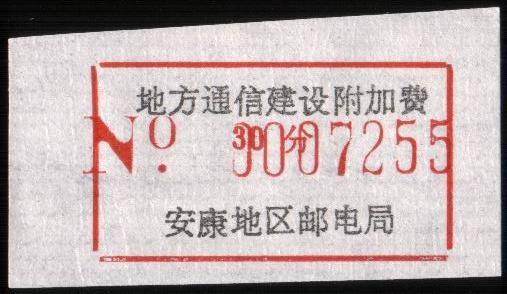 地方通信建设附加费
30分
No. 0007255
安康地区邮电局